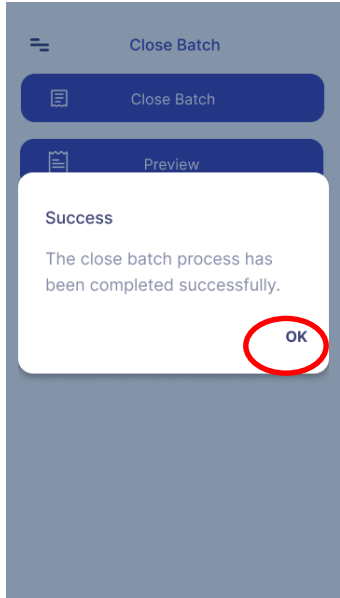 Close Batch
Close Batch
Preview
Success
The close batch process has
been completed successfully.
OK